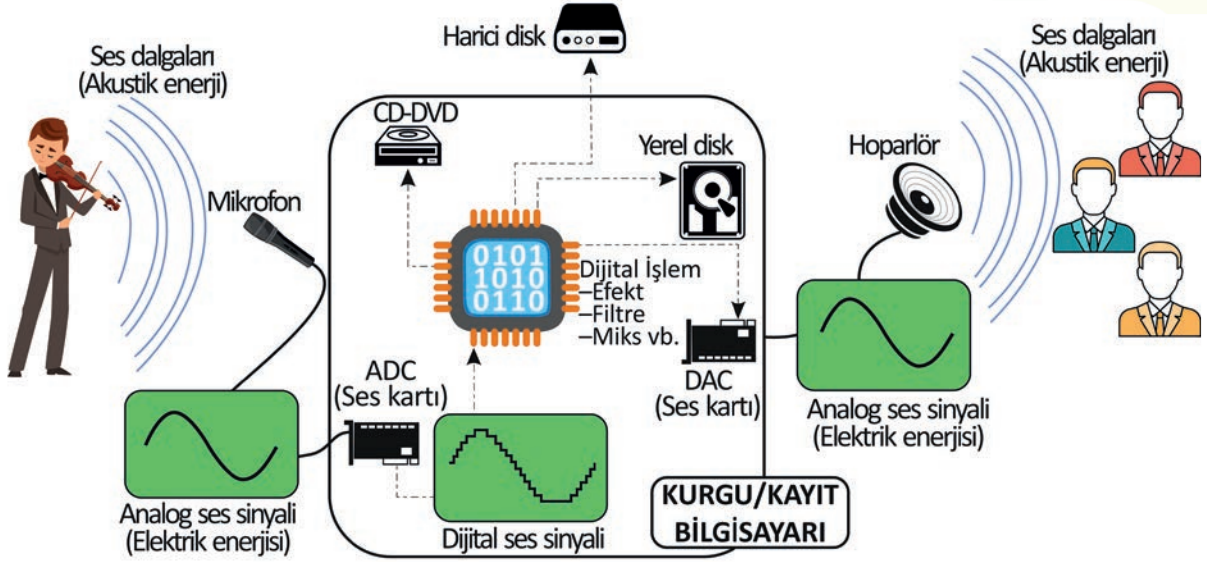 Ses dalgaları
(Akustik enerji)
Mikrofon
Analog ses sinyali
(Elektrik enerjisi)
Harici disk
CD-DVD
Yerel disk
0101
1010
0110
Dijital İşlem
–Efekt
–Filtre
–Miks vb.
ADC
(Ses kartı)
Dijital ses sinyali
DAC
(Ses kartı)
KURGU/KAYIT
BİLGİSAYARI
Hoparlör
Analog ses sinyali
(Elektrik enerjisi)
Ses dalgaları
(Akustik enerji)